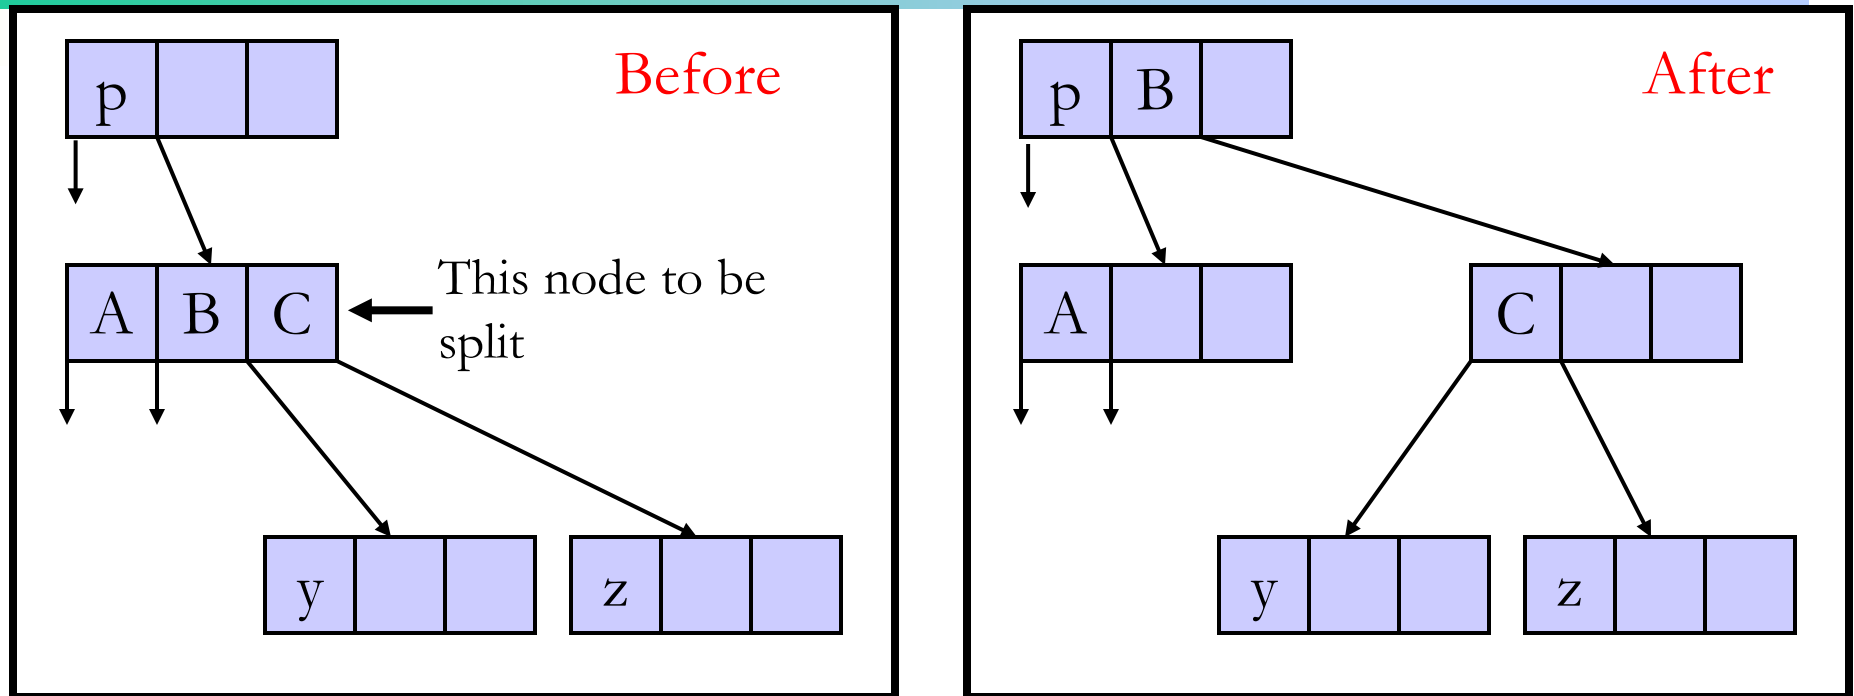 Before
p
A B C
This node to be
split
y
z
After
p B
A
C
y
z